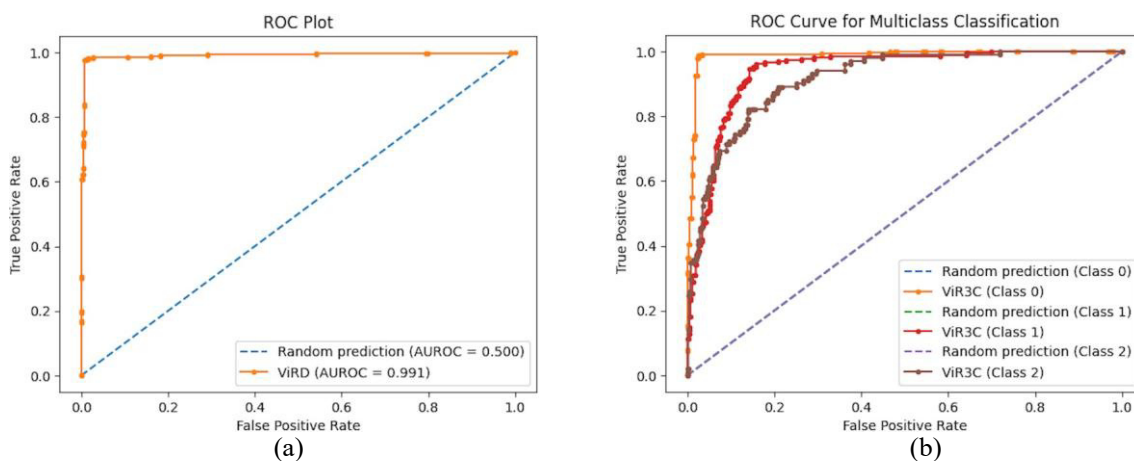 ROC Plot
1.0
0.8
0.6
0.4
0.2
0.0
True Positive Rate
Random prediction (AUROC = 0.500)
ViRD (AUROC = 0.991)
0.0 0.2 0.4 0.6 0.8 1.0
False Positive Rate
(a)
ROC Curve for Multiclass Classification
1.0
0.8
0.6
0.4
0.2
0.0
True Positive Rate
Random prediction (Class 0)
ViR3C (Class 0)
Random prediction (Class 1)
ViR3C (Class 1)
Random prediction (Class 2)
ViR3C (Class 2)
0.0 0.2 0.4 0.6 0.8 1.0
False Positive Rate
(b)